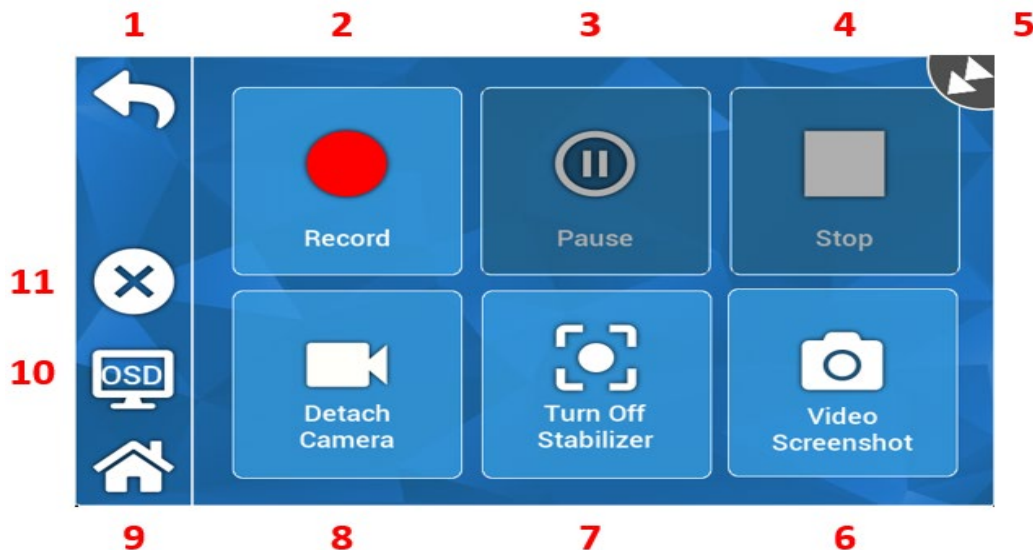 1 2 3 4 5
Record Pause Stop
11
10 OSD
Detach Turn Off Video
Camera Stabilizer Screenshot
9 8 7 6